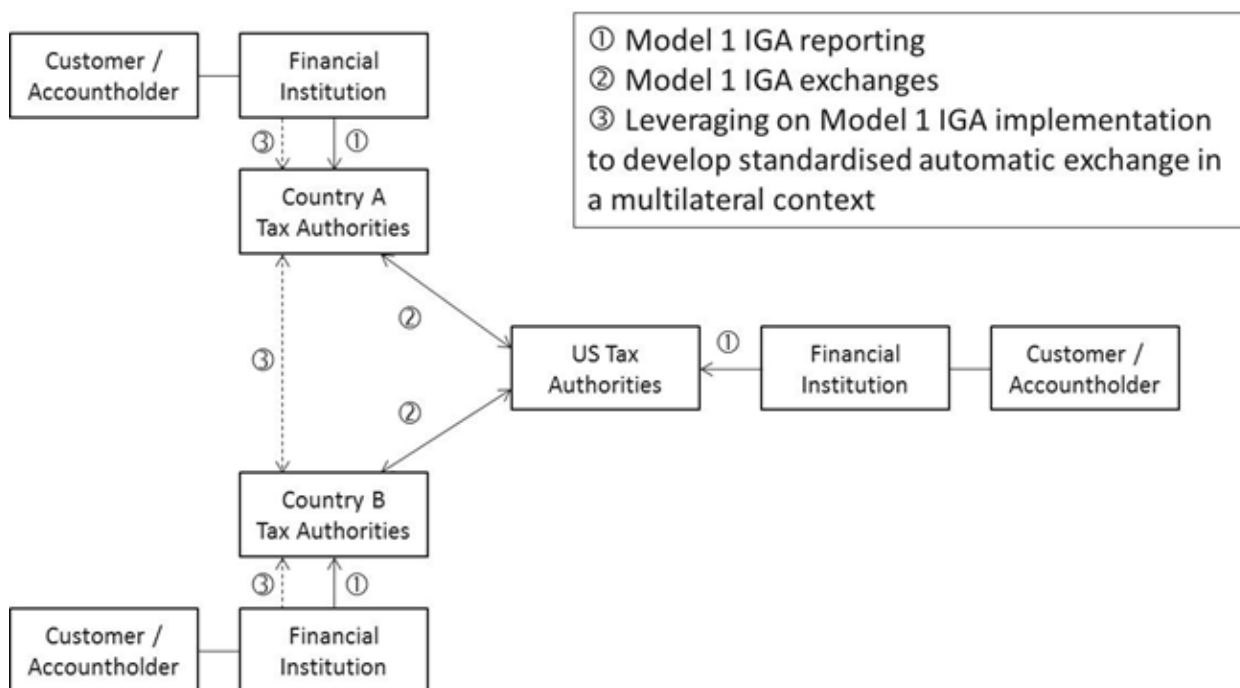 Customer /
Accountholder
Financial
Institution
① Model 1 IGA reporting
② Model 1 IGA exchanges
③ Leveraging on Model 1 IGA implementation
to develop standardised automatic exchange in
a multilateral context
③
①
Country A
Tax Authorities
②
③
US Tax
Authorities
①
Financial
Institution
Customer /
Accountholder
②
Country B
Tax Authorities
③
①
Customer /
Accountholder
Financial
Institution